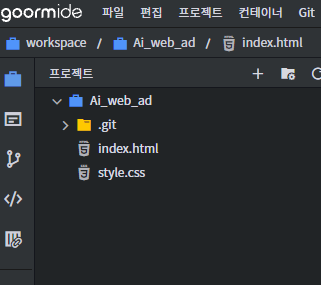 goormide 파일 편집 프로젝트 컨테이너 Git
workspace / Ai_web_ad / index.html
프로젝트
Ai_web_ad
.git
index.html
style.css